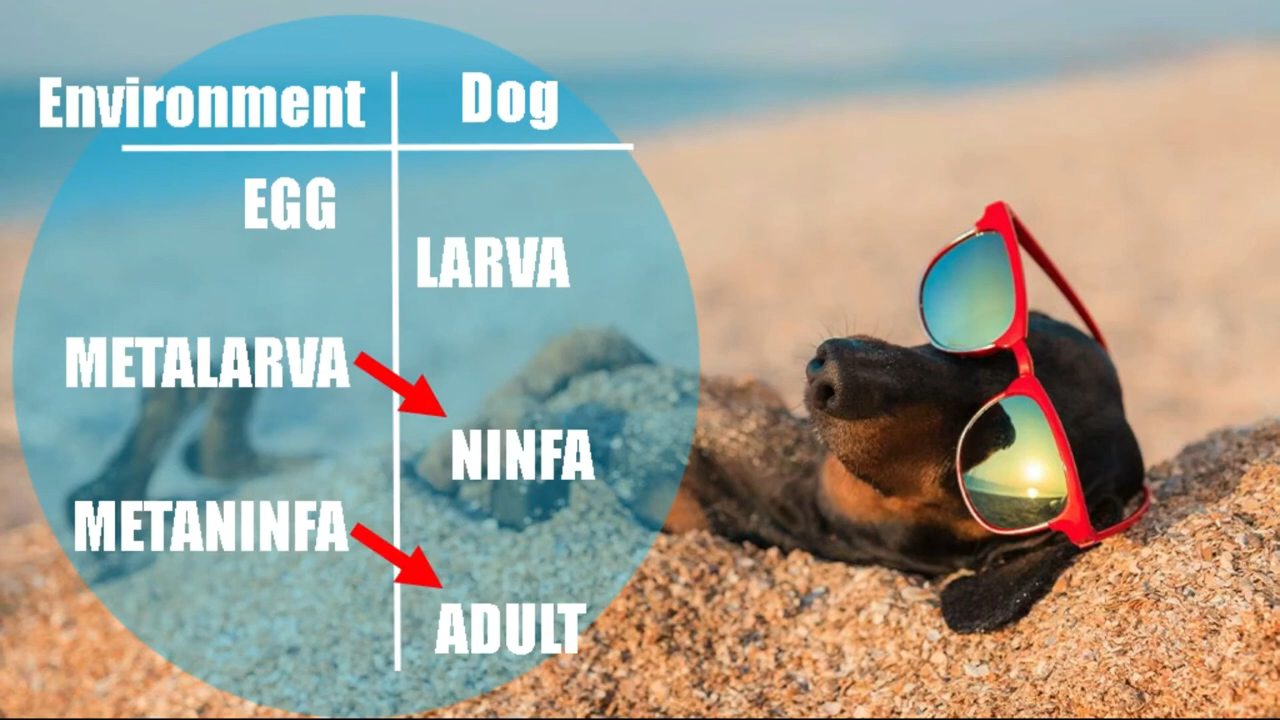 Environment Dog
EGG
LARVA
METALARVA
NINFA
METANINFA
ADULT